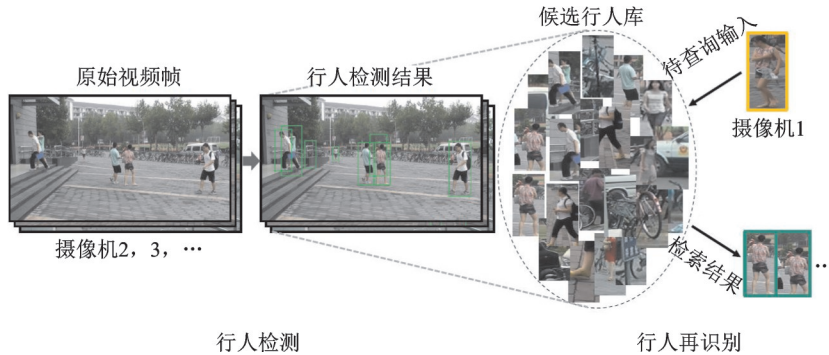 候选行人库
原始视频帧
行人检测结果
待查询输入
摄像机1
摄像机2，3，…
检索结果
…
行人检测
行人再识别